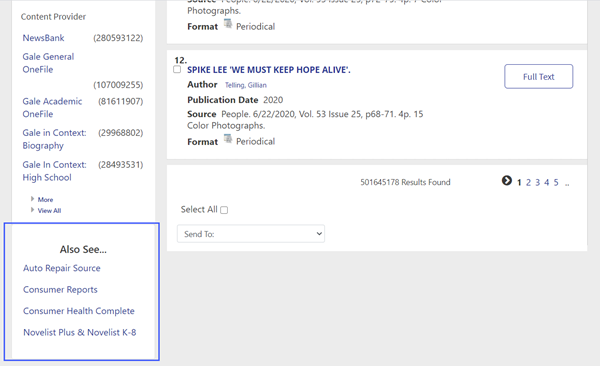 Content Provider
NewsBank (280593122)
Gale General
OneFile
(107009255)
Gale Academic (81611907)
OneFile
Gale in Context: (29968802)
Biography
Gale In Context: (28493531)
High School
More
View All
Also See...
Auto Repair Source
Consumer Reports
Consumer Health Complete
Novelist Plus & Novelist K-8
Source People. 6/22/2020, Vol. 53 Issue 25, p72-73. 4p. 7 Color
Photographs.
Format Periodical
12.
SPIKE LEE 'WE MUST KEEP HOPE ALIVE'.
Full Text
Author Telling, Gillian
Publication Date 2020
Source People. 6/22/2020, Vol. 53 Issue 25, p68-71. 4p. 15
Color Photographs.
Format Periodical
501645178 Results Found 1 2 3 4 5 ..
Select All
Send To: